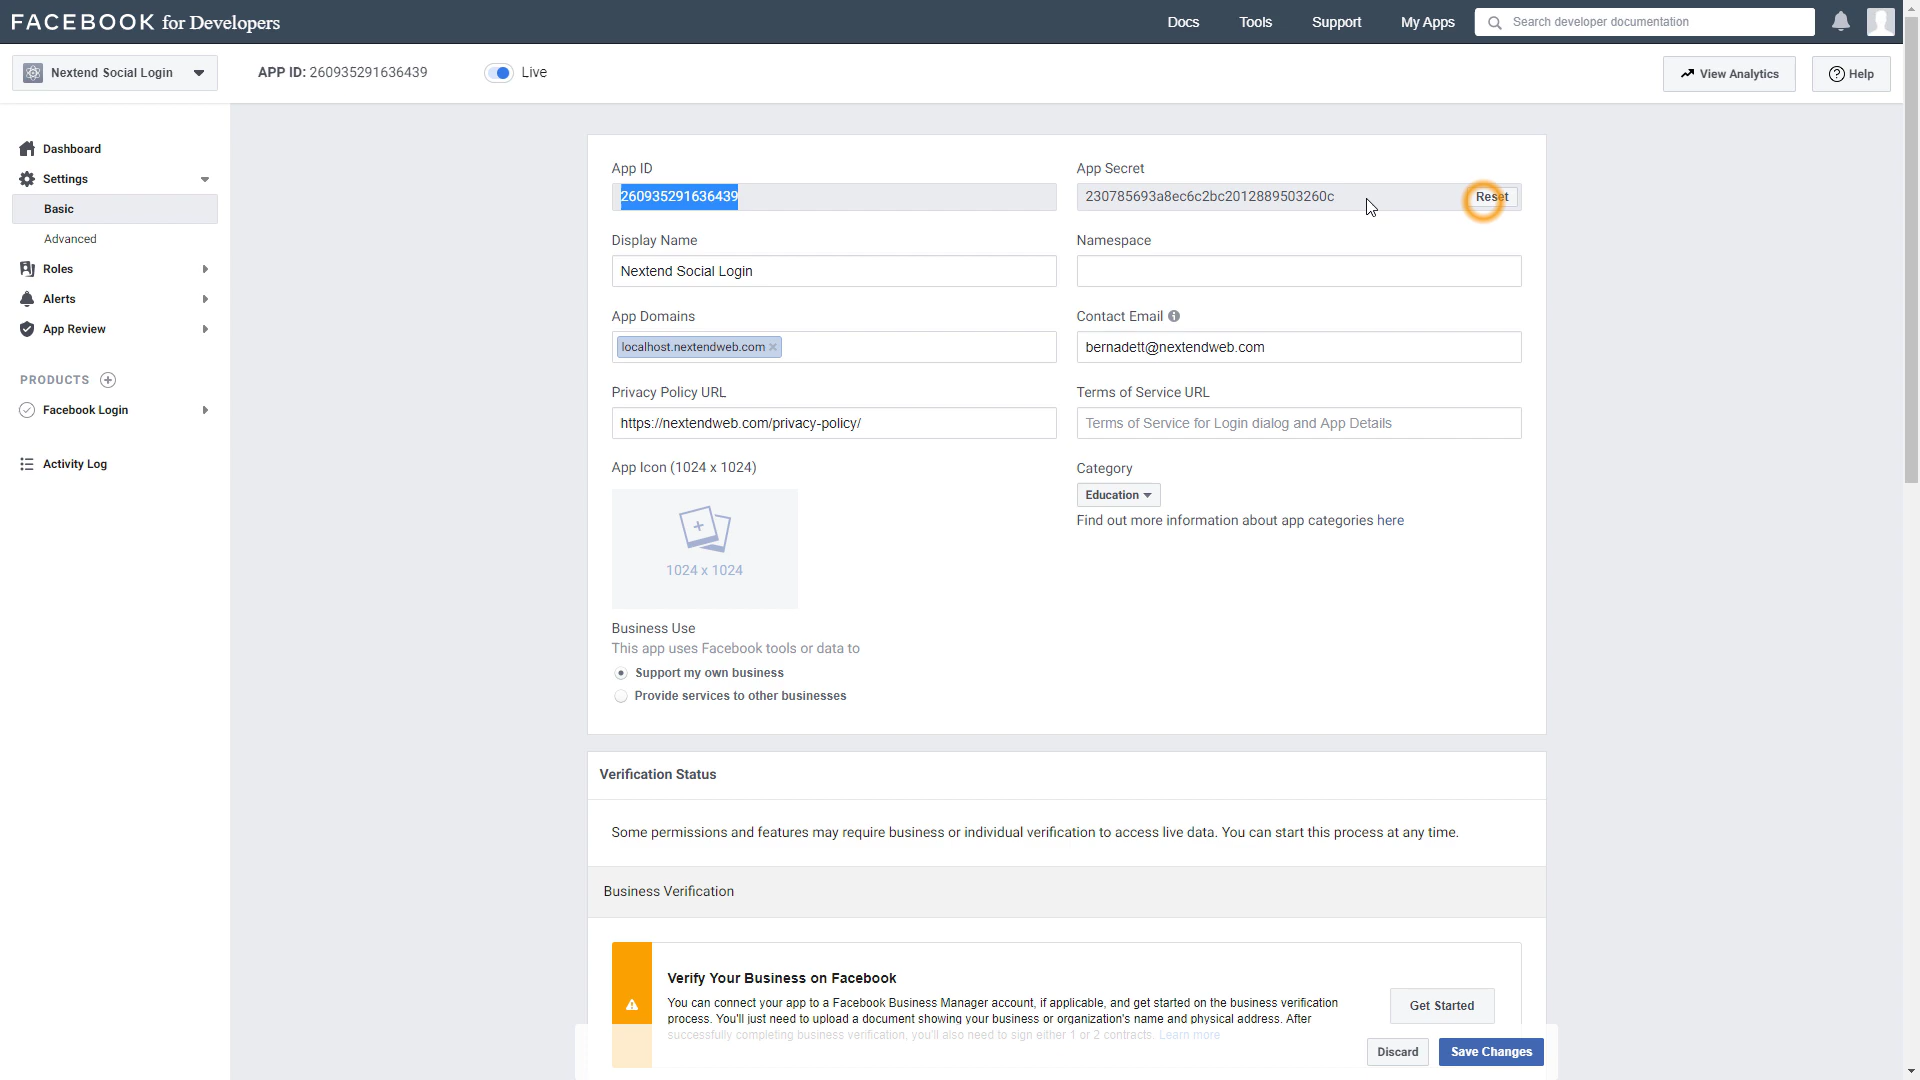 FACEBOOK for Developers
Docs
Tools
Support
My Apps
Search developer documentation
Nextend Social Login
APP ID: 260935291636439
Live
View Analytics
Help
Dashboard
Settings
Basic
Advanced
Roles
Alerts
App Review
PRODUCTS
Facebook Login
Activity Log
App ID
260935291636439
App Secret
230785693a8ec6c2bc2012889503260c
Reset
Display Name
Nextend Social Login
Namespace
App Domains
localhost.nextendweb.com
Contact Email
bernadett@nextendweb.com
Privacy Policy URL
https://nextendweb.com/privacy-policy/
Terms of Service URL
Terms of Service for Login dialog and App Details
App Icon (1024 x 1024)
1024 x 1024
Category
Education
Find out more information about app categories here
Business Use
This app uses Facebook tools or data to
Support my own business
Provide services to other businesses
Verification Status
Some permissions and features may require business or individual verification to access live data. You can start this process at any time.
Business Verification
Verify Your Business on Facebook
You can connect your app to a Facebook Business Manager account, if applicable, and get started on the business verification
process. You'll just need to upload a document showing your business or organization's name and physical address. After
successfully completing business verification, you'll also need to sign either 1 or 2 contracts. Learn more
Get Started
Discard
Save Changes